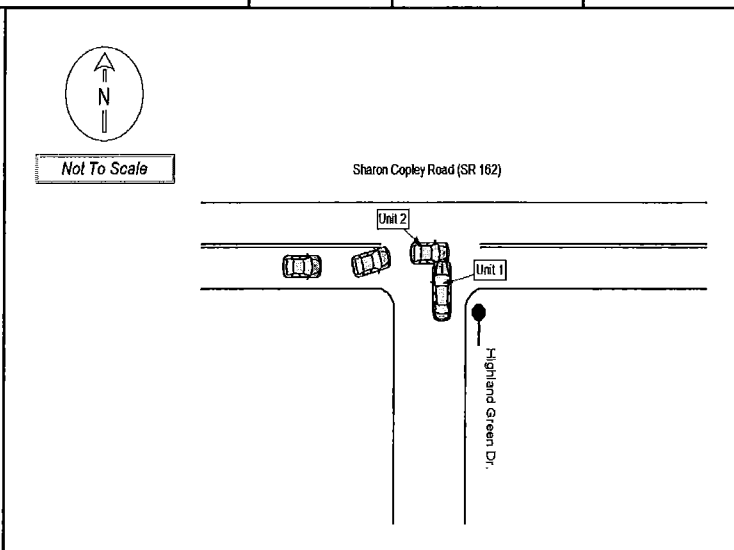 N
Not To Scale
Sharon Copley Road (SR 162)
Unit 2
Unit 1
Highland Green Dr.